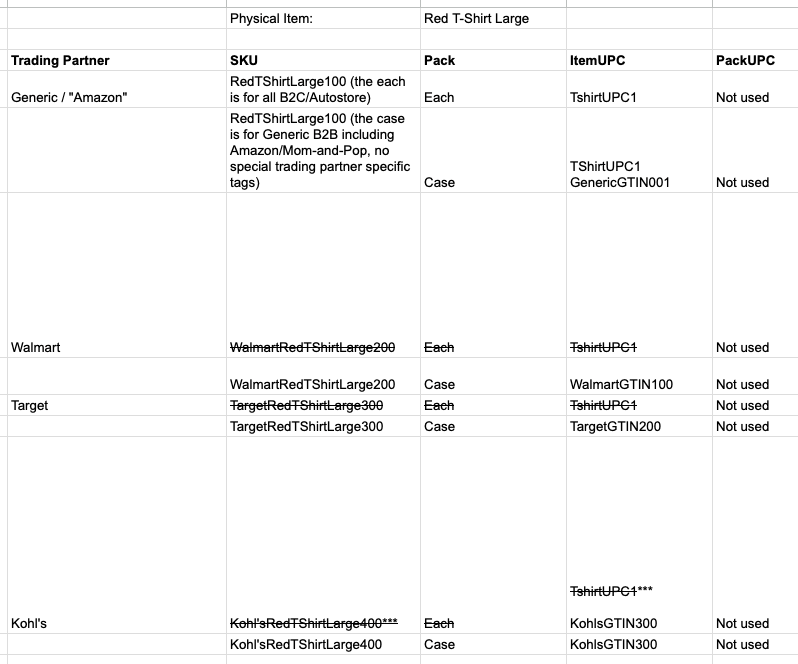 Physical Item: Red T-Shirt Large
Trading Partner SKU Pack ItemUPC PackUPC
RedTShirtLarge100 (the each
Generic / "Amazon" is for all B2C/Autostore) Each TshirtUPC1 Not used
RedTShirtLarge100 (the case
is for Generic B2B including
Amazon/Mom-and-Pop, no
special trading partner specific TShirtUPC1
tags) Case GenericGTIN001 Not used
Walmart WalmartRedTShirtLarge200 Each TshirtUPC1 Not used
WalmartRedTShirtLarge200 Case WalmartGTIN100 Not used
Target TargetRedTShirtLarge300 Each TshirtUPC1 Not used
TargetRedTShirtLarge300 Case TargetGTIN200 Not used
TshirtUPC1***
Kohl's Kohl'sRedTShirtLarge400*** Each KohlsGTIN300 Not used
Kohl'sRedTShirtLarge400 Case KohlsGTIN300 Not used